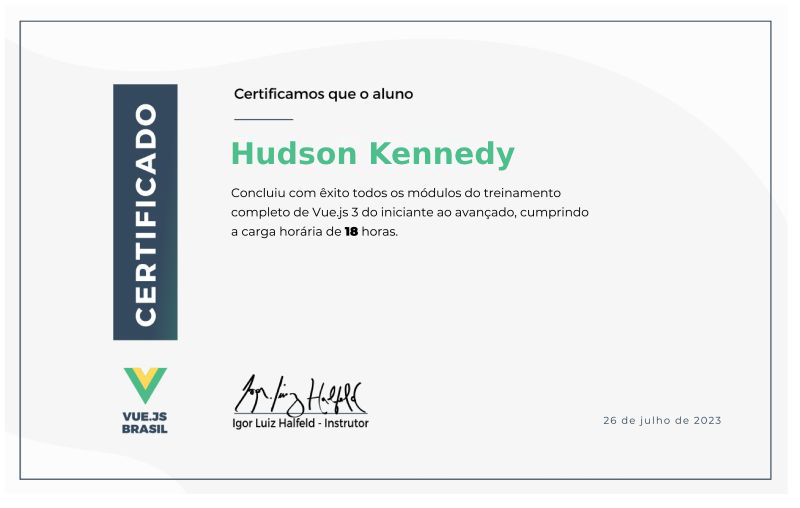 CERTIFICADO
Certificamos que o aluno
Hudson Kennedy
Concluiu com êxito todos os módulos do treinamento
completo de Vue.js 3 do iniciante ao avançado, cumprindo
a carga horária de 18 horas.
VUE.JS
BRASIL
Igor Luiz Halfeld
Igor Luiz Halfeld - Instrutor
26 de julho de 2023